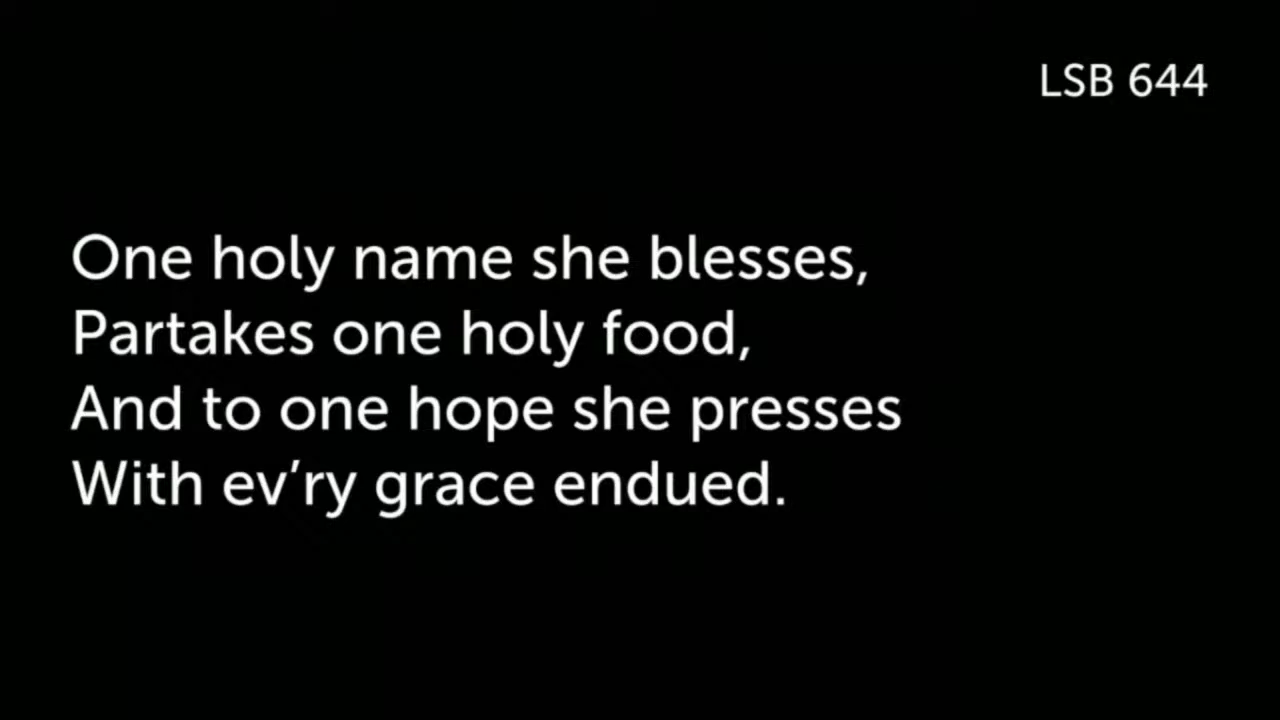 LSB 644
One holy name she blesses,
Partakes one holy food,
And to one hope she presses
With ev’ry grace endued.